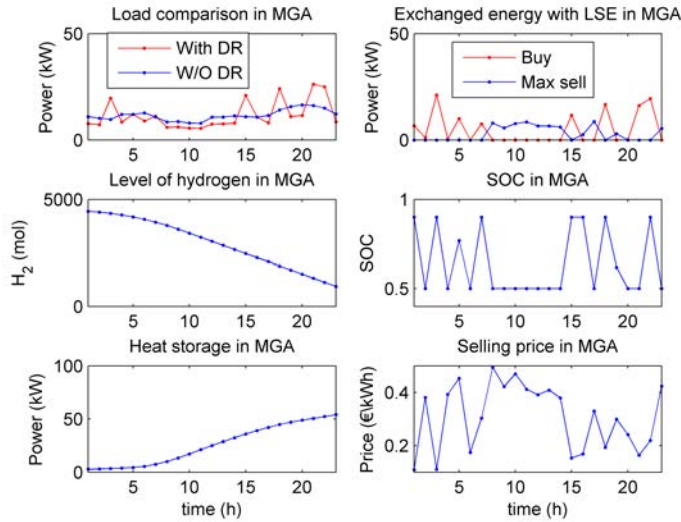 Load comparison in MGA
Power (kW)
50
0
With DR
W/O DR
5
10
15
20
Exchanged energy with LSE in MGA
Power (kW)
50
0
Buy
Max sell
5
10
15
20
Level of hydrogen in MGA
H2 (mol)
5000
0
5
10
15
20
SOC in MGA
SOC
1
0.5
5
10
15
20
Heat storage in MGA
Power (kW)
100
50
0
5
10
15
20
time (h)
Selling price in MGA
Price (€\kWh)
0.4
0.2
5
10
15
20
time (h)